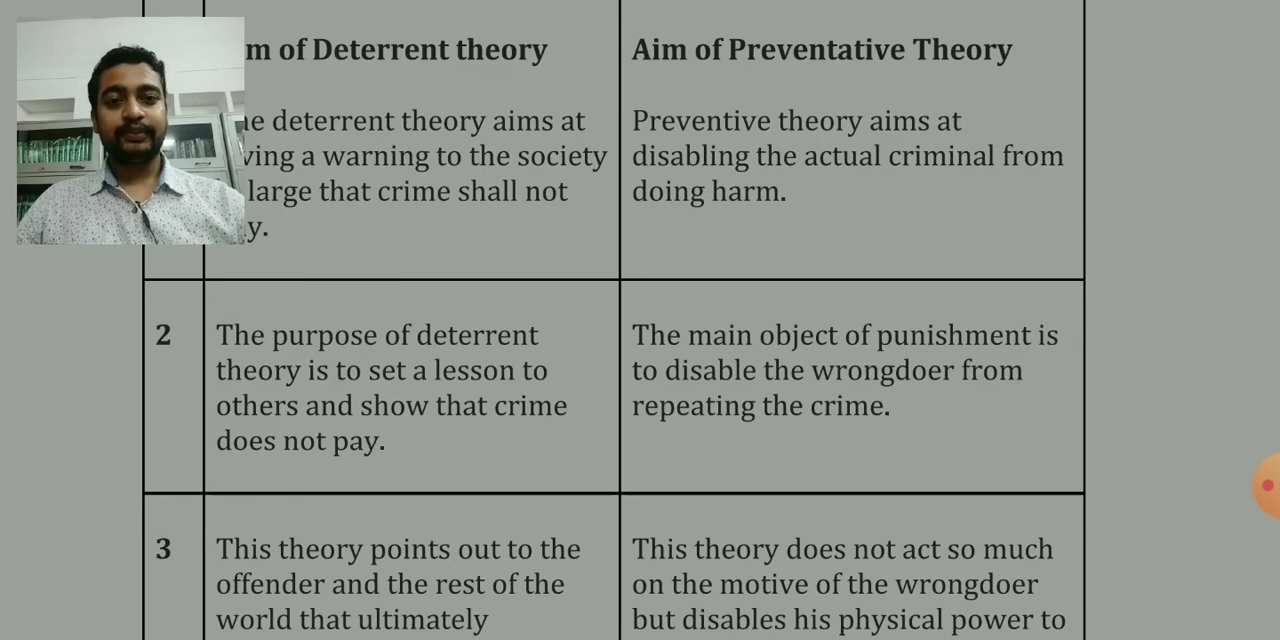 m of Deterrent theory
Aim of Preventative Theory
deterrent theory aims at
a warning to the society
large that crime shall not
Preventive theory aims at
disabling the actual criminal from
doing harm.
2
The purpose of deterrent
theory is to set a lesson to
others and show that crime
does not pay.
The main object of punishment is
to disable the wrongdoer from
repeating the crime.
3
This theory points out to the
offender and the rest of the
world that ultimately
This theory does not act so much
on the motive of the wrongdoer
but disables his physical power to